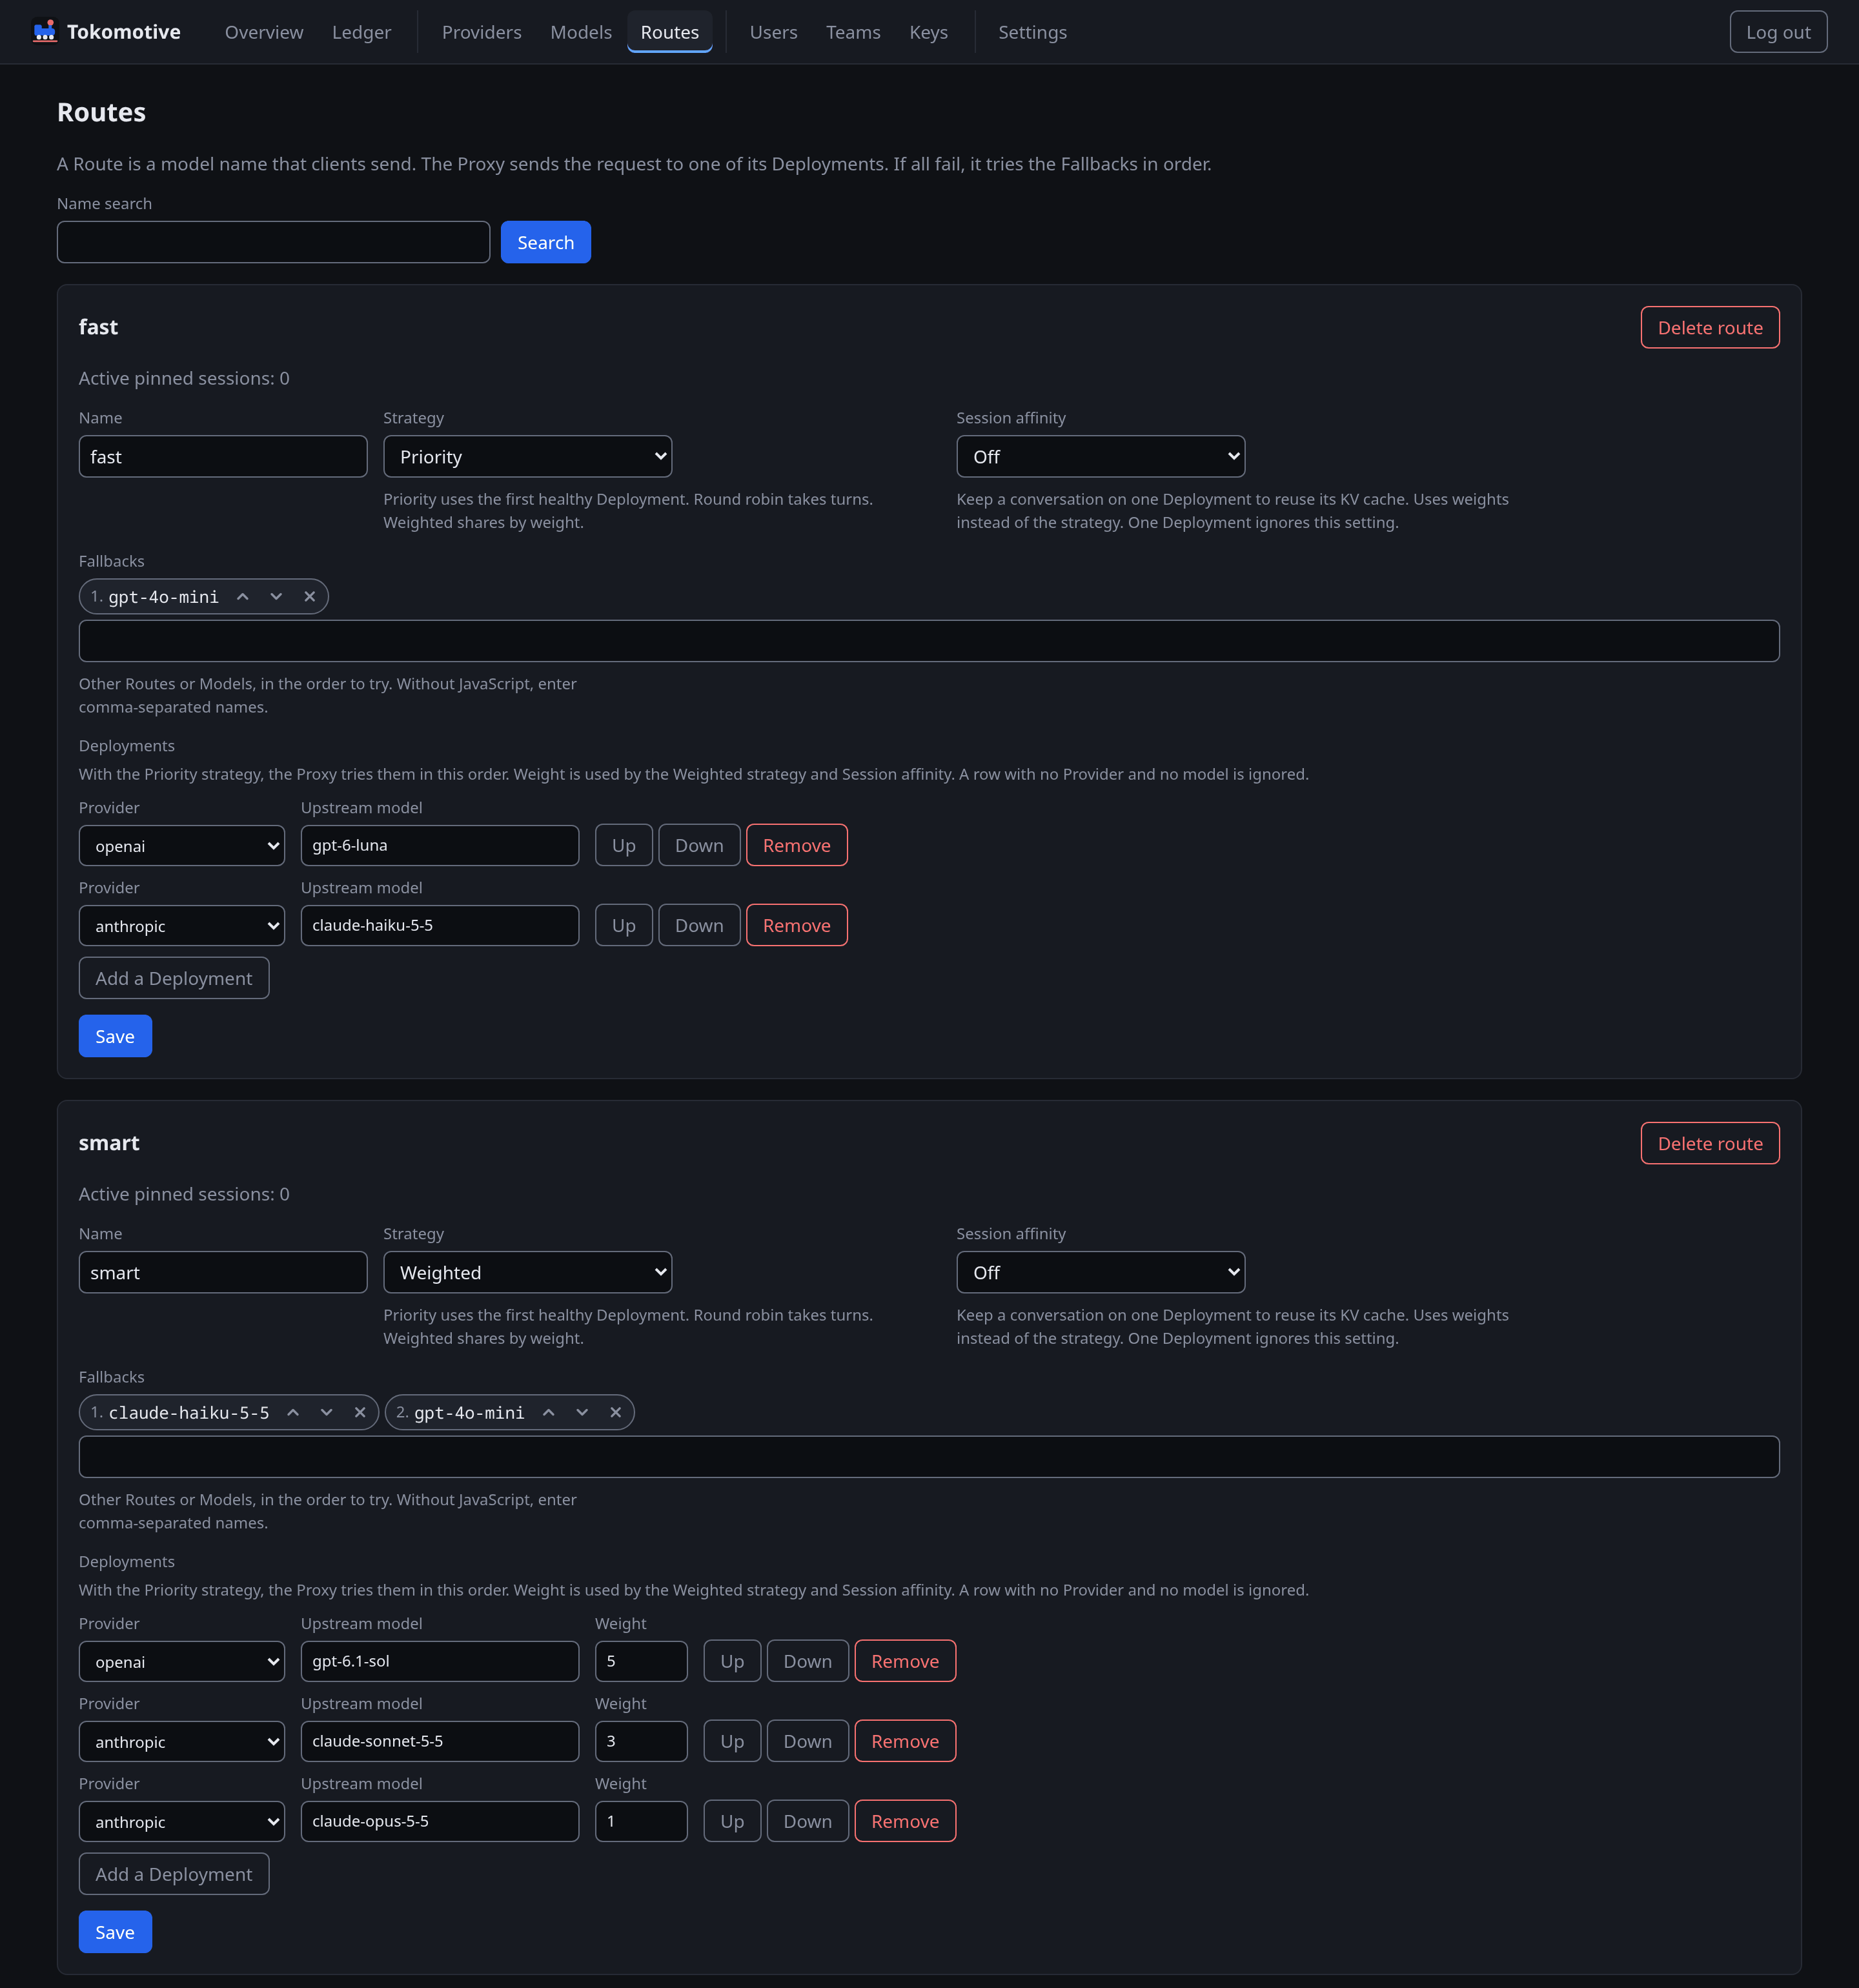 Tokomotive Overview Ledger Providers Models Routes Users Teams Keys Settings Log out
Routes
A Route is a model name that clients send. The Proxy sends the request to one of its Deployments. If all fail, it tries the Fallbacks in order.
Name search
Search
fast Delete route
Active pinned sessions: 0
Name Strategy Session affinity
fast Priority Off
Priority uses the first healthy Deployment. Round robin takes turns. Keep a conversation on one Deployment to reuse its KV cache. Uses weights
Weighted shares by weight. instead of the strategy. One Deployment ignores this setting.
Fallbacks
1. gpt-4o-mini
Other Routes or Models, in the order to try. Without JavaScript, enter
comma-separated names.
Deployments
With the Priority strategy, the Proxy tries them in this order. Weight is used by the Weighted strategy and Session affinity. A row with no Provider and no model is ignored.
Provider Upstream model
openai gpt-6-luna Up Down Remove
Provider Upstream model
anthropic claude-haiku-5-5 Up Down Remove
Add a Deployment
Save
smart Delete route
Active pinned sessions: 0
Name Strategy Session affinity
smart Weighted Off
Priority uses the first healthy Deployment. Round robin takes turns. Keep a conversation on one Deployment to reuse its KV cache. Uses weights
Weighted shares by weight. instead of the strategy. One Deployment ignores this setting.
Fallbacks
1. claude-haiku-5-5 2. gpt-4o-mini
Other Routes or Models, in the order to try. Without JavaScript, enter
comma-separated names.
Deployments
With the Priority strategy, the Proxy tries them in this order. Weight is used by the Weighted strategy and Session affinity. A row with no Provider and no model is ignored.
Provider Upstream model Weight
openai gpt-6.1-sol 5 Up Down Remove
Provider Upstream model Weight
anthropic claude-sonnet-5-5 3 Up Down Remove
Provider Upstream model Weight
anthropic claude-opus-5-5 1 Up Down Remove
Add a Deployment
Save